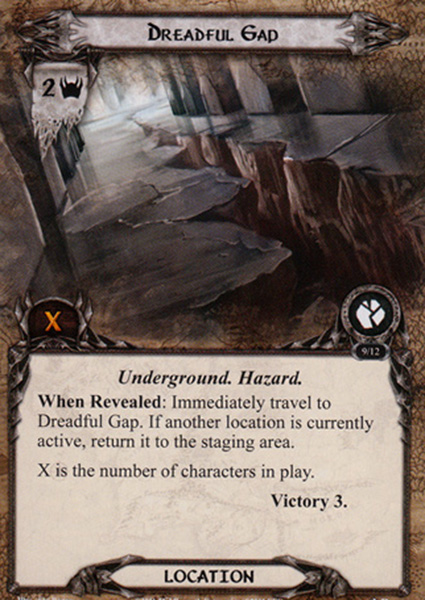 Dreadful Gap
2
X
9/12
Underground. Hazard.
When Revealed: Immediately travel to
Dreadful Gap. If another location is currently
active, return it to the staging area.
X is the number of characters in play.
Victory 3.
LOCATION